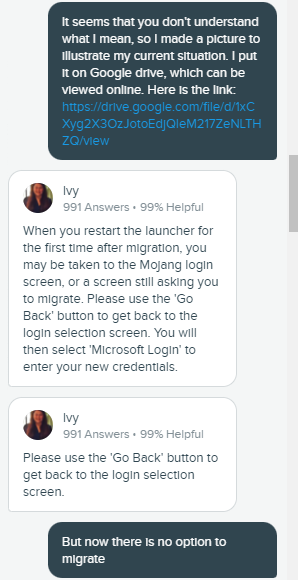 It seems that you don't understand
what I mean, so I made a picture to
illustrate my current situation. I put
it on Google drive, which can be
viewed online. Here is the link:
https://drive.google.com/file/d/1xC
Xyg2X3OzJotoEdjQieM217ZeNLTH
ZQ/view
Ivy
991 Answers • 99% Helpful
When you restart the launcher for
the first time after migration, you
may be taken to the Mojang login
screen, or a screen still asking you
to migrate. Please use the 'Go
Back' button to get back to the
login selection screen. You will
then select 'Microsoft Login' to
enter your new credentials.
Ivy
991 Answers • 99% Helpful
Please use the 'Go Back' button to
get back to the login selection
screen.
But now there is no option to
migrate